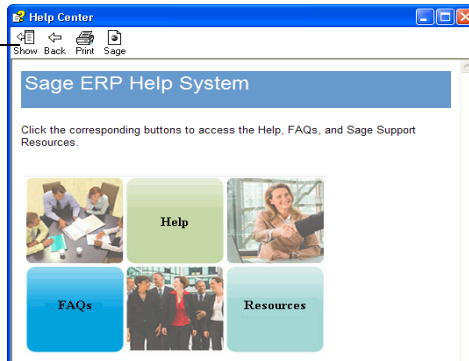 Help Center
Show Back Print Sage
Sage ERP Help System
Click the corresponding buttons to access the Help, FAQs, and Sage Support
Resources.
Help
FAQs
Resources